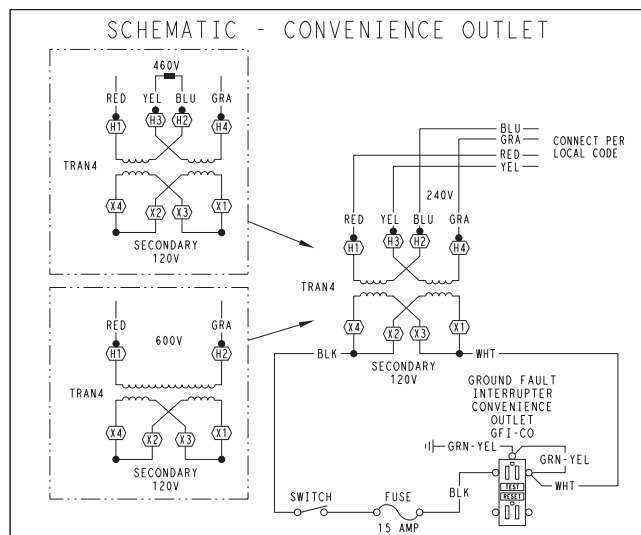 SCHEMATIC - CONVENIENCE OUTLET
460V
RED YEL BLU GRA
H1 H3 H2 H4
TRAN4
X4 X2 X3 X1
SECONDARY
120V
RED GRA
600V
H1 H2
TRAN4
X4 X2 X3 X1
SECONDARY
120V
BLU
GRA
RED
YEL
CONNECT PER
LOCAL CODE
240V
RED YEL BLU GRA
H1 H3 H2 H4
TRAN4
X4 X2 X3 X1
BLK
WHT
SECONDARY
120V
GROUND FAULT
INTERRUPTER
CONVENIENCE
OUTLET
GFI-CO
GRN-YEL
GRN-YEL
WHT
BLK
TEST
RESET
SWITCH
FUSE
15 AMP